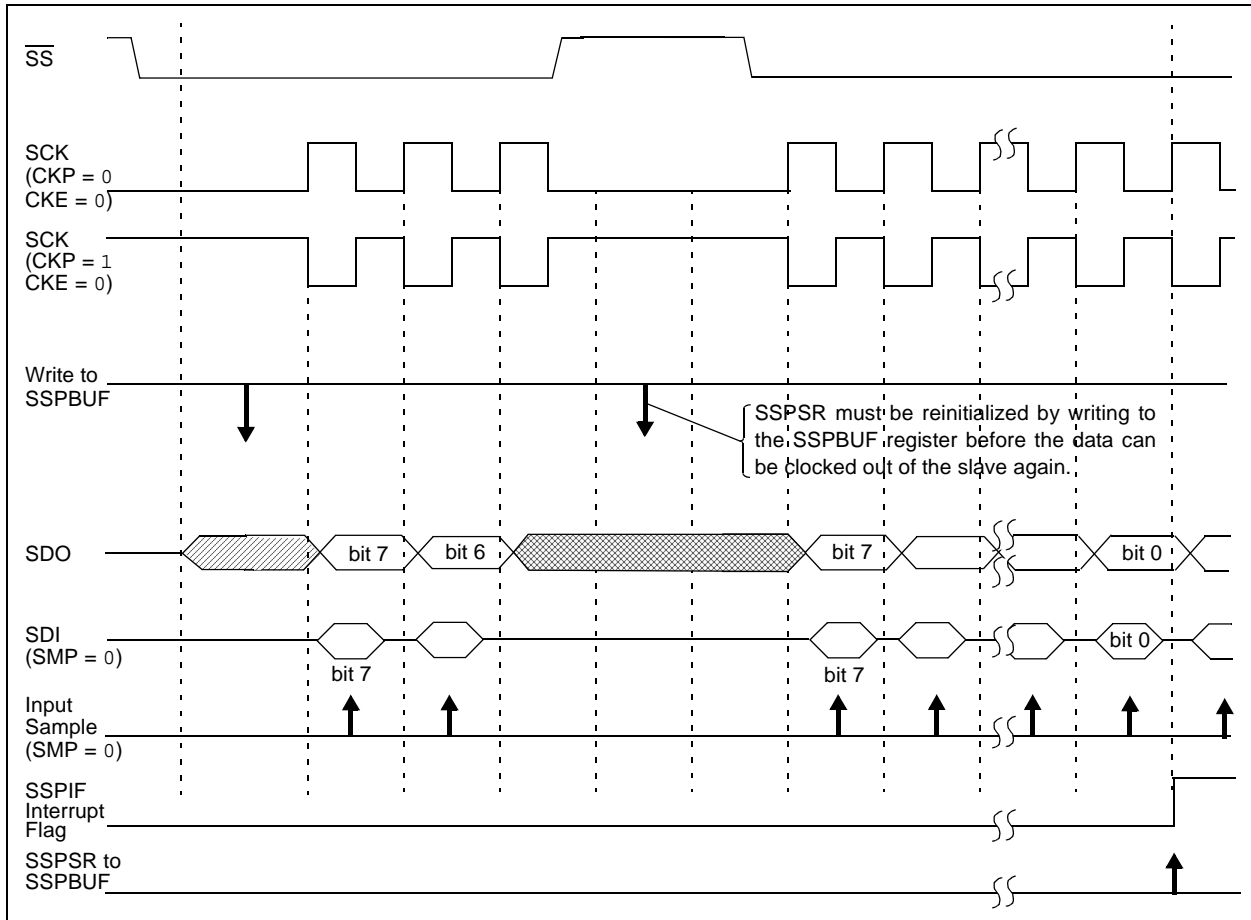 SS
SCK
(CKP = 0
CKE = 0)
SCK
(CKP = 1
CKE = 0)
Write to
SSPBUF
SSPSR must be reinitialized by writing to
the SSPBUF register before the data can
be clocked out of the slave again.
SDO
bit 7
bit 6
bit 7
bit 0
SDI
(SMP = 0)
bit 7
bit 7
bit 0
Input
Sample
(SMP = 0)
SSPIF
Interrupt
Flag
SSPSR to
SSPBUF